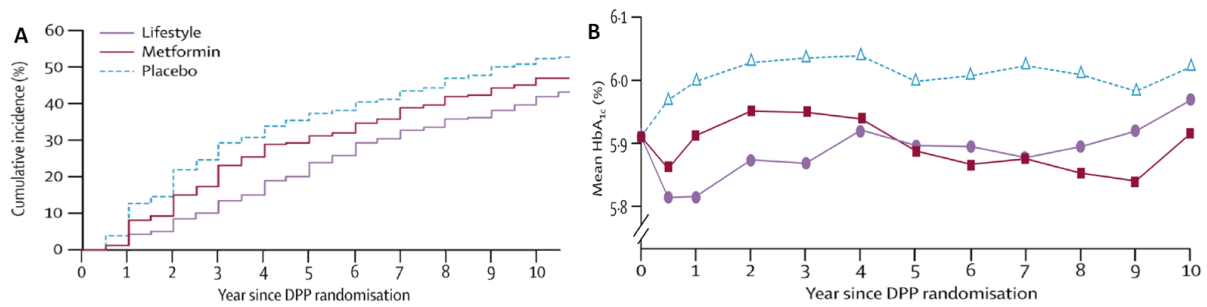 A
Lifestyle
Metformin
Placebo
Cumulative incidence (%)
60
50
40
30
20
10
0
0 1 2 3 4 5 6 7 8 9 10
Year since DPP randomisation
B
Mean HbA1c (%)
6·1
6·0
5·9
5·8
0 1 2 3 4 5 6 7 8 9 10
Year since DPP randomisation